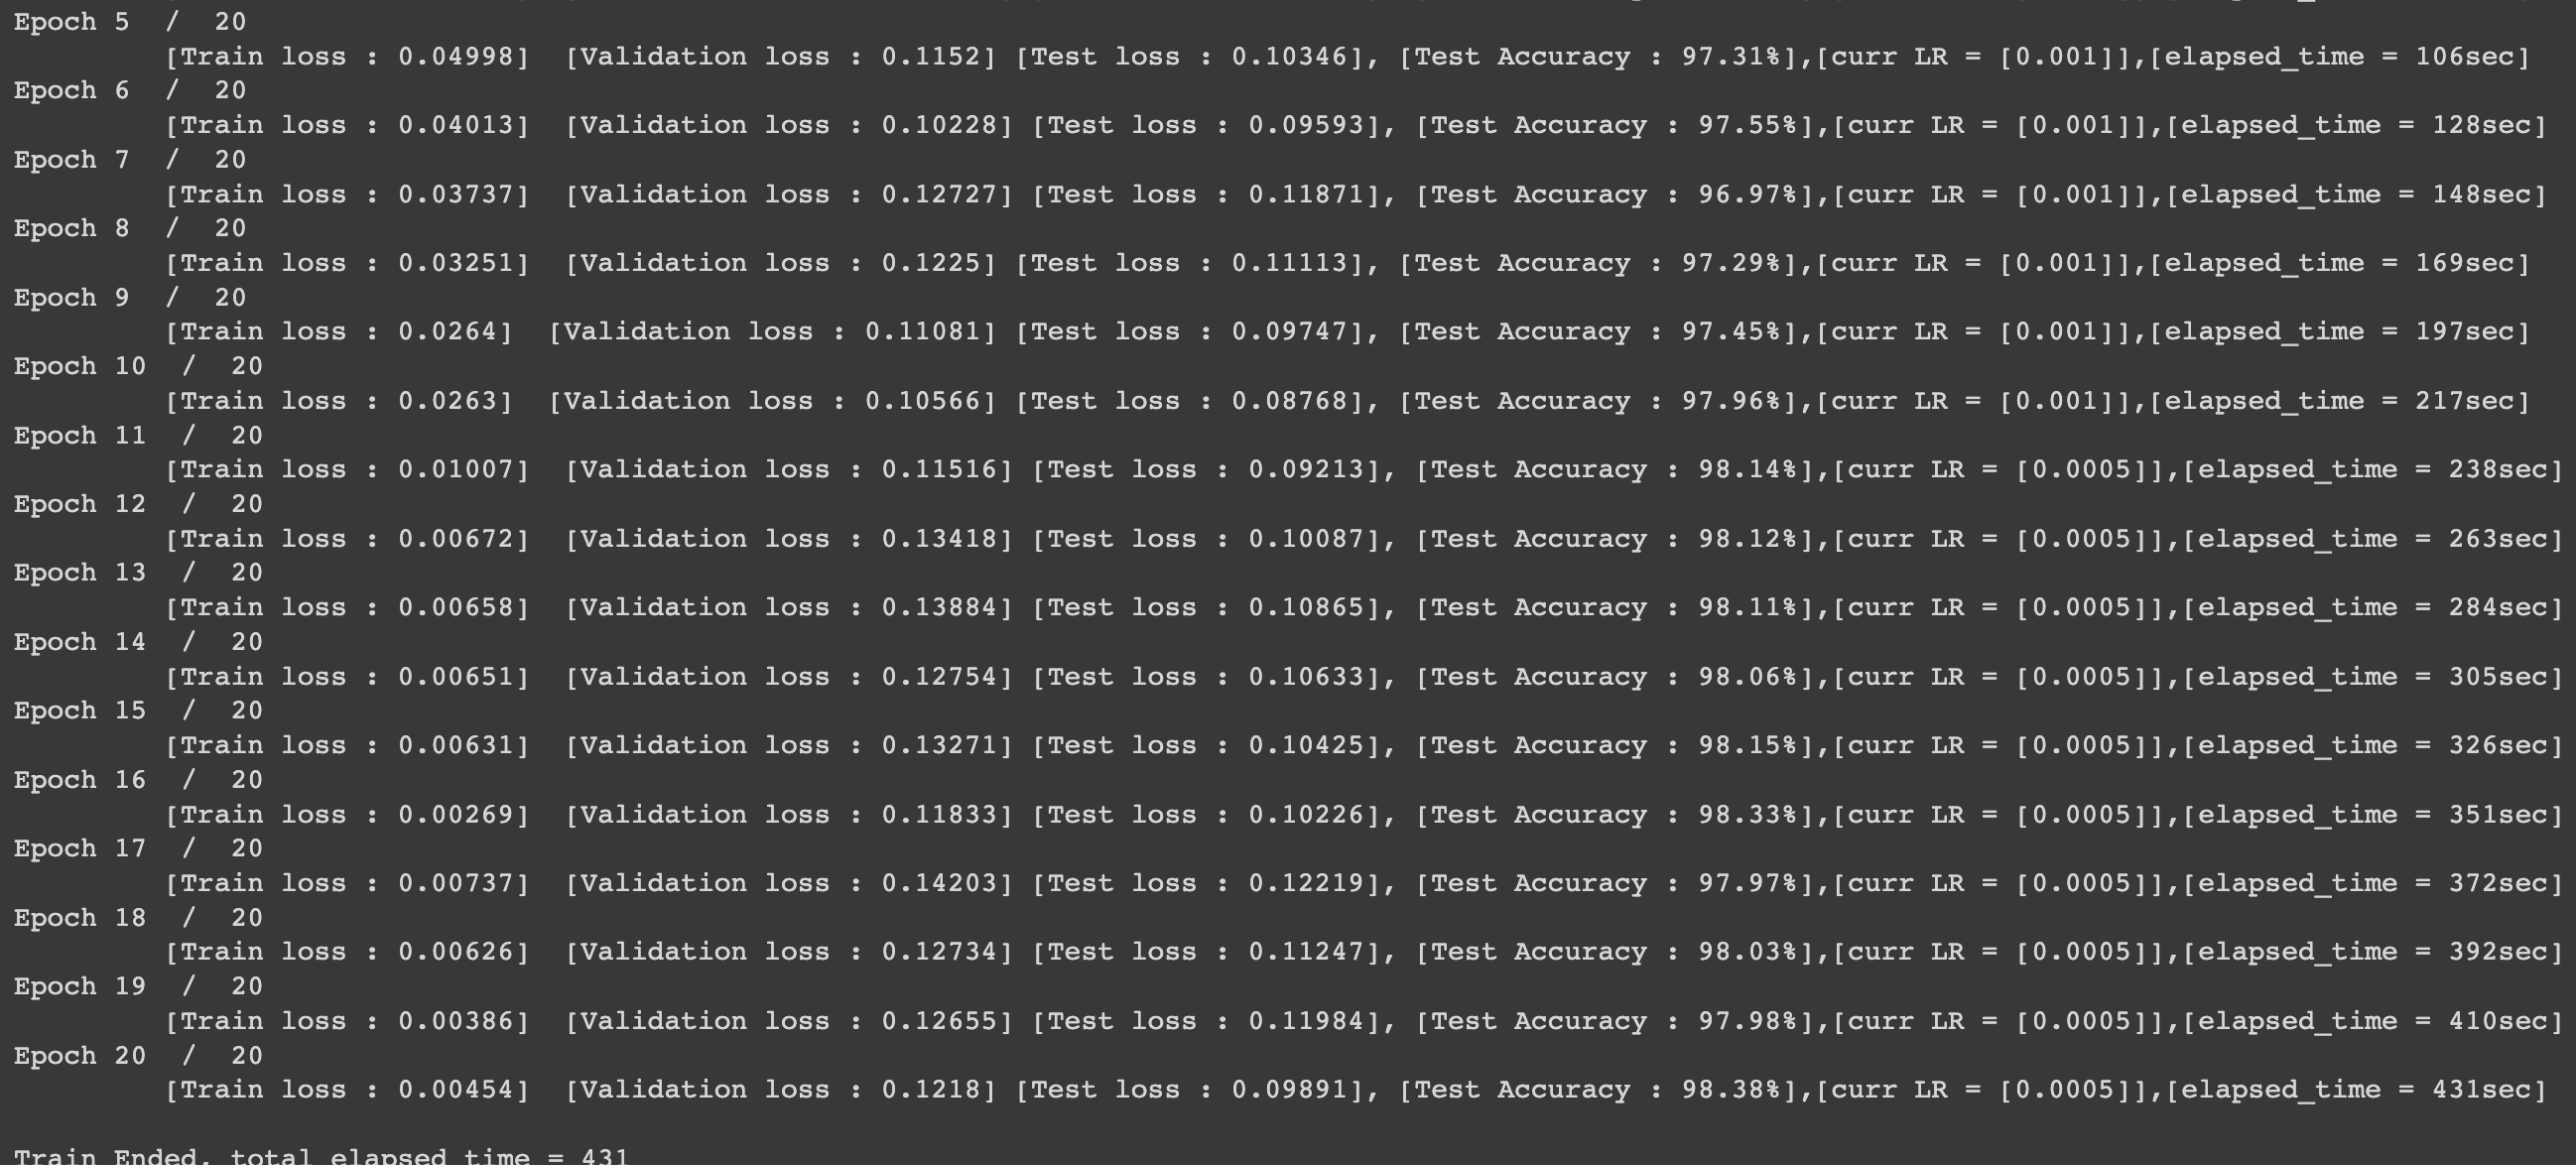 Epoch 5  /  20
[Train loss : 0.04998]  [Validation loss : 0.1152] [Test loss : 0.10346], [Test Accuracy : 97.31%],[curr LR = [0.001]],[elapsed_time = 106sec]
Epoch 6  /  20
[Train loss : 0.04013]  [Validation loss : 0.10228] [Test loss : 0.09593], [Test Accuracy : 97.55%],[curr LR = [0.001]],[elapsed_time = 128sec]
Epoch 7  /  20
[Train loss : 0.03737]  [Validation loss : 0.12727] [Test loss : 0.11871], [Test Accuracy : 96.97%],[curr LR = [0.001]],[elapsed_time = 148sec]
Epoch 8  /  20
[Train loss : 0.03251]  [Validation loss : 0.1225] [Test loss : 0.11113], [Test Accuracy : 97.29%],[curr LR = [0.001]],[elapsed_time = 169sec]
Epoch 9  /  20
[Train loss : 0.0264]  [Validation loss : 0.11081] [Test loss : 0.09747], [Test Accuracy : 97.45%],[curr LR = [0.001]],[elapsed_time = 197sec]
Epoch 10  /  20
[Train loss : 0.0263]  [Validation loss : 0.10566] [Test loss : 0.08768], [Test Accuracy : 97.96%],[curr LR = [0.001]],[elapsed_time = 217sec]
Epoch 11  /  20
[Train loss : 0.01007]  [Validation loss : 0.11516] [Test loss : 0.09213], [Test Accuracy : 98.14%],[curr LR = [0.0005]],[elapsed_time = 238sec]
Epoch 12  /  20
[Train loss : 0.00672]  [Validation loss : 0.13418] [Test loss : 0.10087], [Test Accuracy : 98.12%],[curr LR = [0.0005]],[elapsed_time = 263sec]
Epoch 13  /  20
[Train loss : 0.00658]  [Validation loss : 0.13884] [Test loss : 0.10865], [Test Accuracy : 98.11%],[curr LR = [0.0005]],[elapsed_time = 284sec]
Epoch 14  /  20
[Train loss : 0.00651]  [Validation loss : 0.12754] [Test loss : 0.10633], [Test Accuracy : 98.06%],[curr LR = [0.0005]],[elapsed_time = 305sec]
Epoch 15  /  20
[Train loss : 0.00631]  [Validation loss : 0.13271] [Test loss : 0.10425], [Test Accuracy : 98.15%],[curr LR = [0.0005]],[elapsed_time = 326sec]
Epoch 16  /  20
[Train loss : 0.00269]  [Validation loss : 0.11833] [Test loss : 0.10226], [Test Accuracy : 98.33%],[curr LR = [0.0005]],[elapsed_time = 351sec]
Epoch 17  /  20
[Train loss : 0.00737]  [Validation loss : 0.14203] [Test loss : 0.12219], [Test Accuracy : 97.97%],[curr LR = [0.0005]],[elapsed_time = 372sec]
Epoch 18  /  20
[Train loss : 0.00626]  [Validation loss : 0.12734] [Test loss : 0.11247], [Test Accuracy : 98.03%],[curr LR = [0.0005]],[elapsed_time = 392sec]
Epoch 19  /  20
[Train loss : 0.00386]  [Validation loss : 0.12655] [Test loss : 0.11984], [Test Accuracy : 97.98%],[curr LR = [0.0005]],[elapsed_time = 410sec]
Epoch 20  /  20
[Train loss : 0.00454]  [Validation loss : 0.1218] [Test loss : 0.09891], [Test Accuracy : 98.38%],[curr LR = [0.0005]],[elapsed_time = 431sec]
Train Ended, total elapsed time = 431